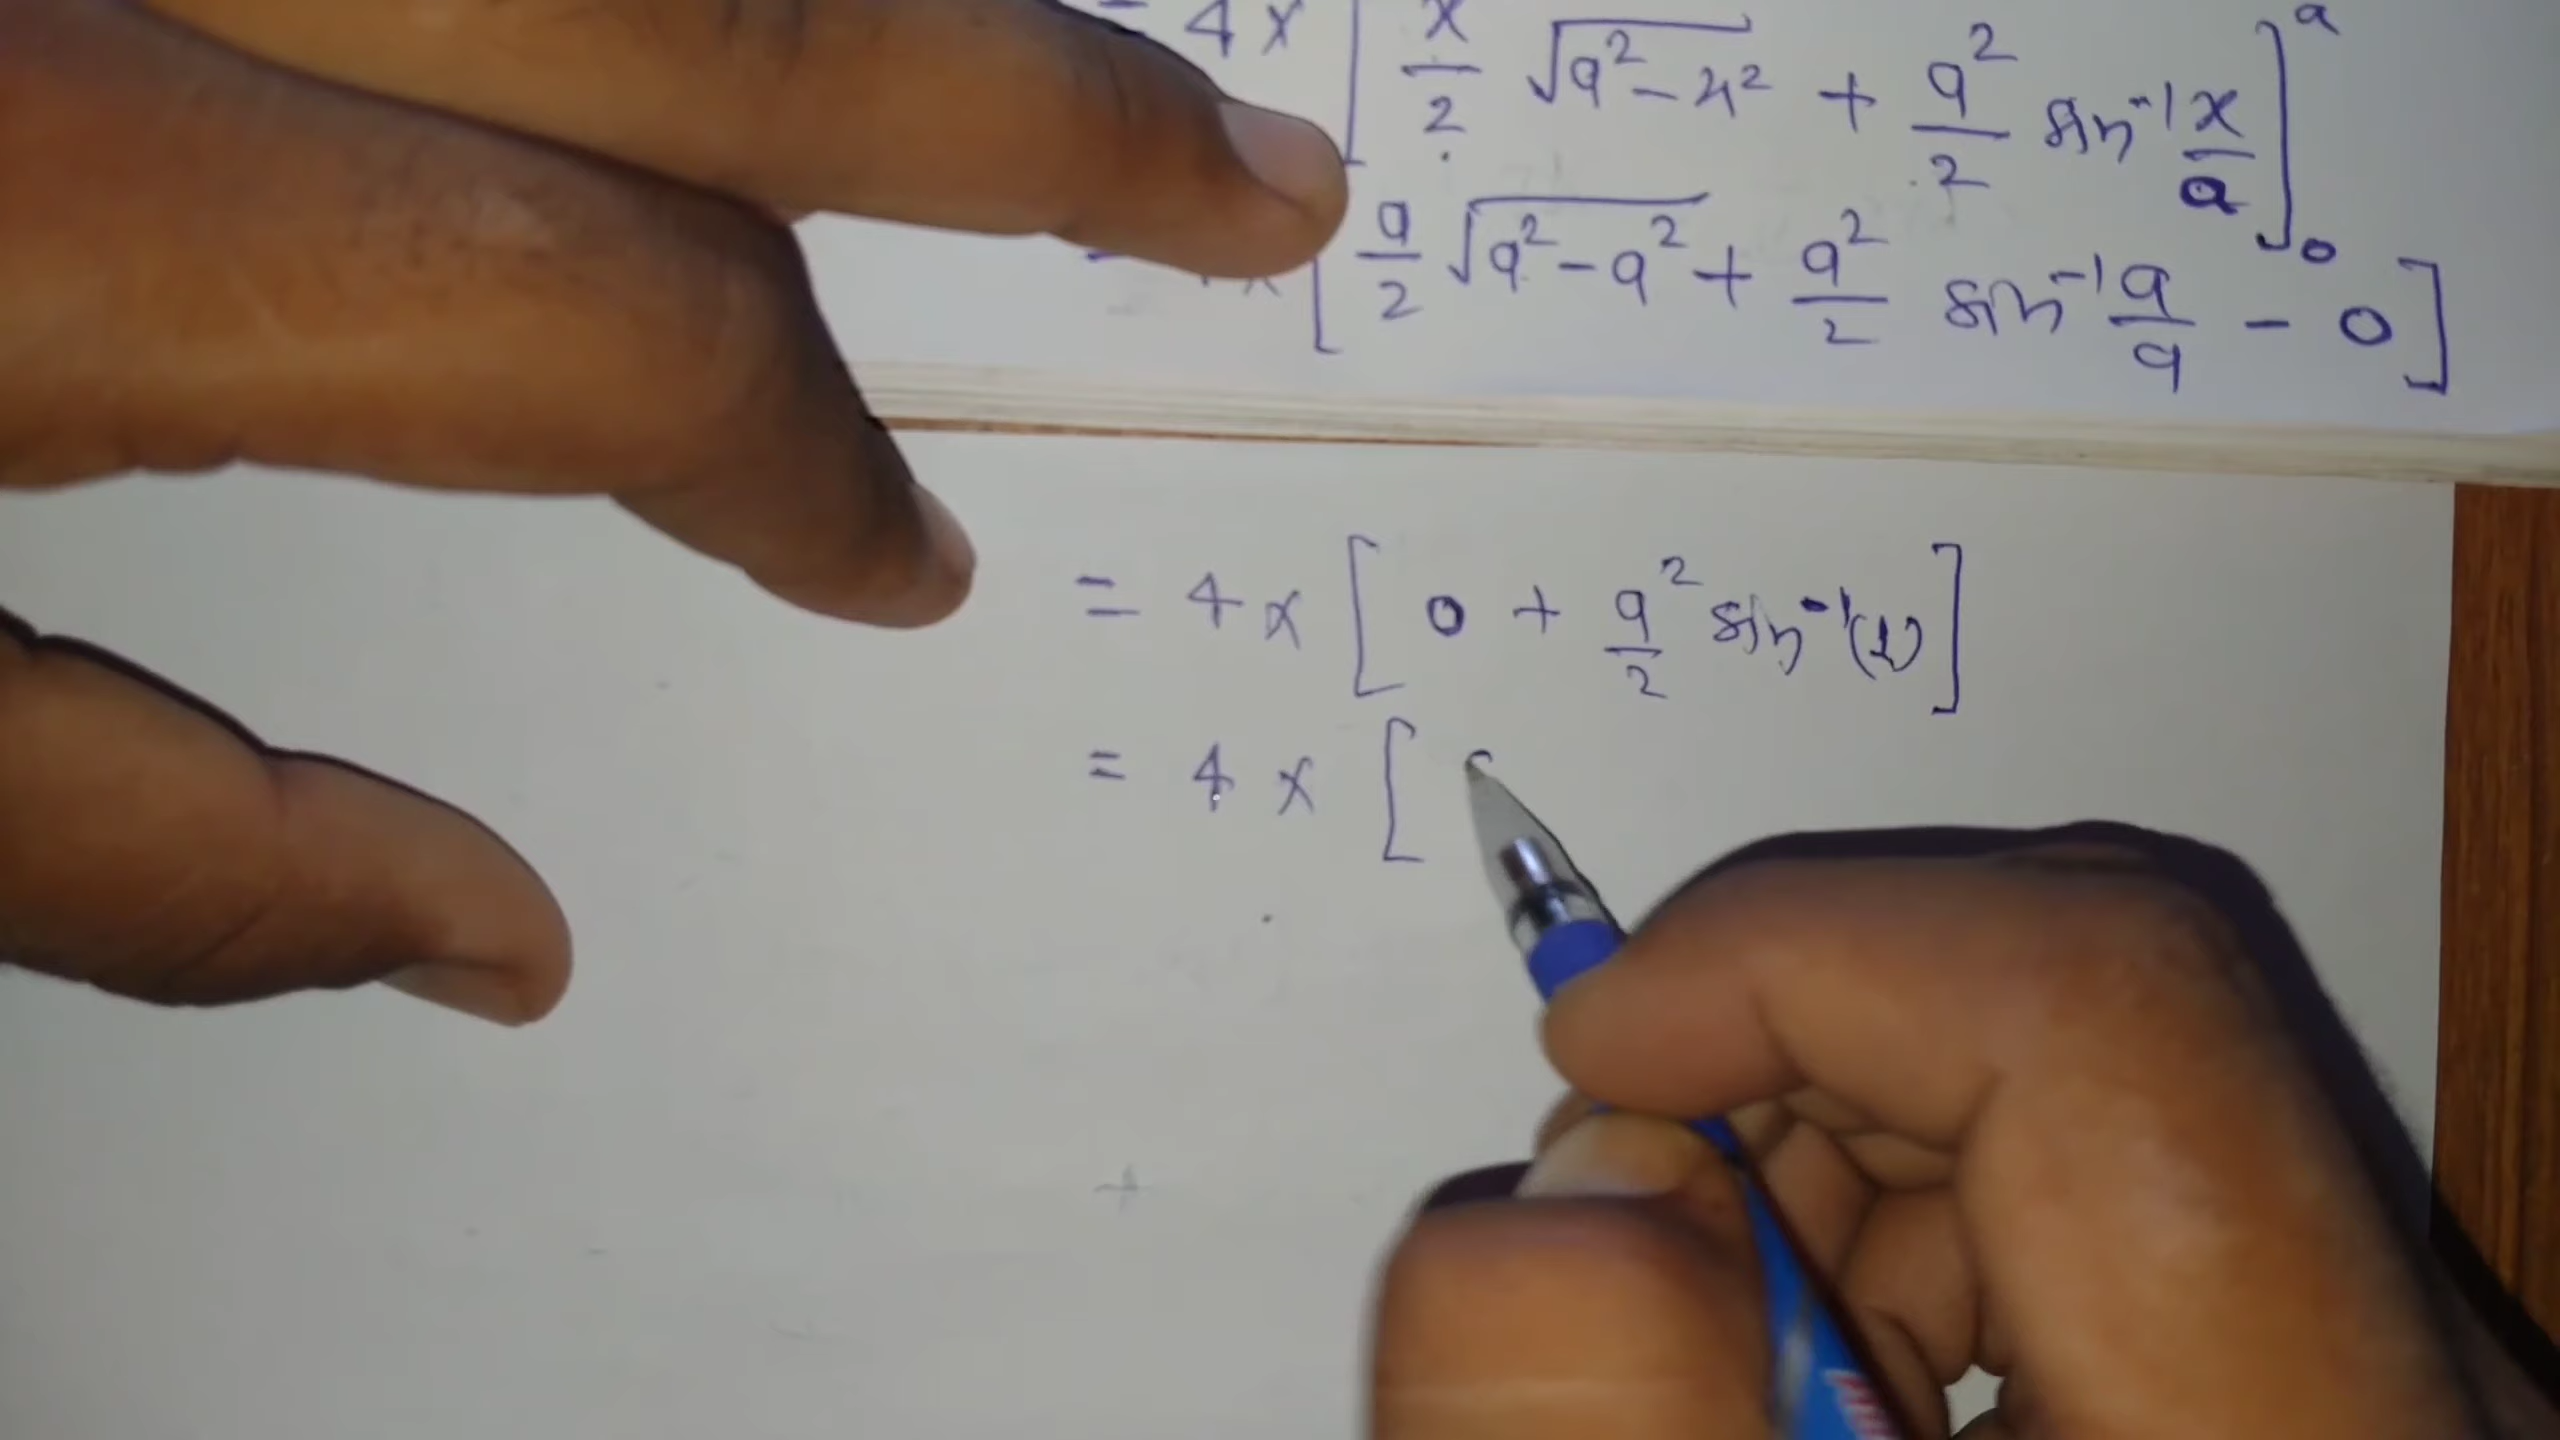 = 4 × [ x/2 √(a² - x²) + a²/2 sin⁻¹ x/a ]₀ᵃ
= 4 × [ a/2 √(a² - a²) + a²/2 sin⁻¹ a/a - 0 ]
= 4 × [ 0 + a²/2 sin⁻¹(1) ]
= 4 × [